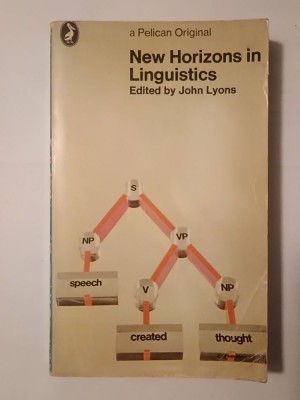 a Pelican Original
New Horizons in
Linguistics
Edited by John Lyons
S
NP
VP
speech
V
NP
created
thought